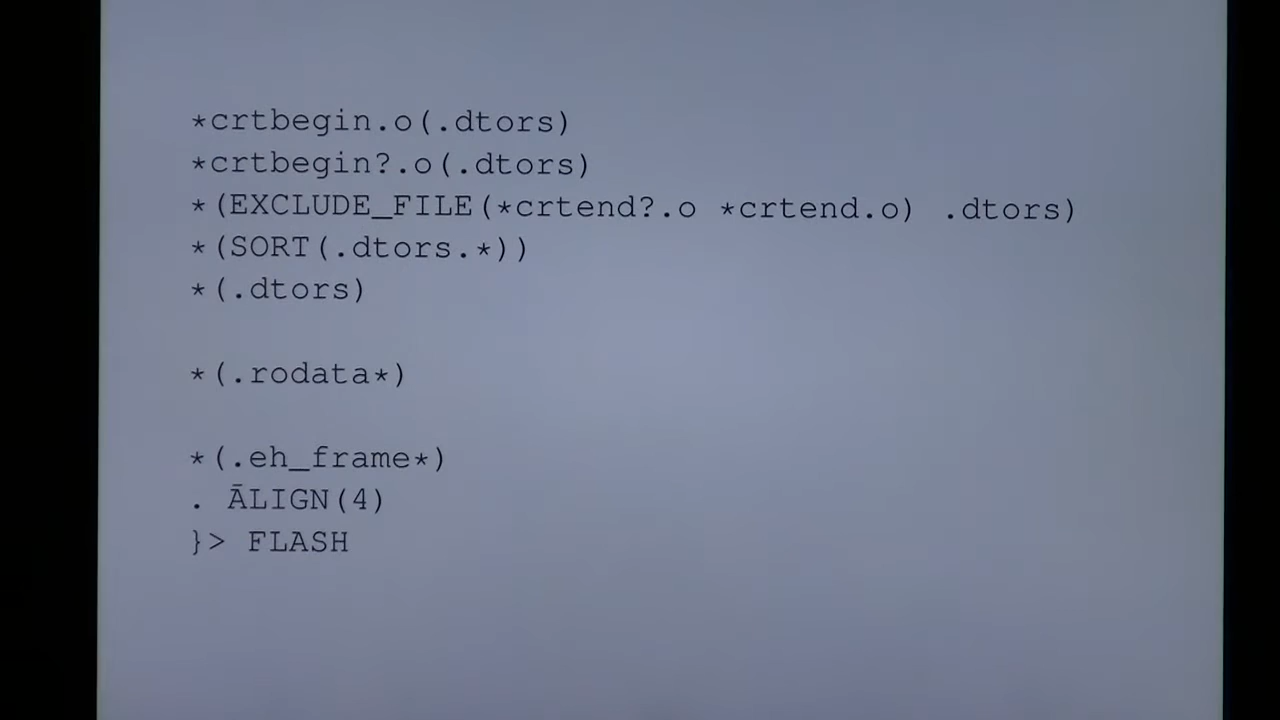 *crtbegin.o(.dtors)
*crtbegin?.o(.dtors)
*(EXCLUDE_FILE(*crtend?.o *crtend.o) .dtors)
*(SORT(.dtors.*))
*(.dtors)
*(.rodata*)
*(.eh_frame*)
. ĀLIGN(4)
}> FLASH